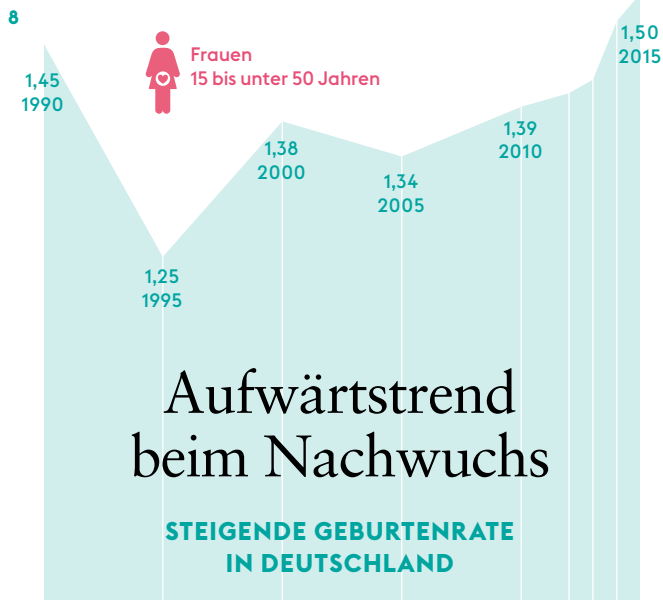 8
Frauen
15 bis unter 50 Jahren
1,45
1990
1,25
1995
1,38
2000
1,34
2005
1,39
2010
1,50
2015
Aufwärtstrend
beim Nachwuchs
STEIGENDE GEBURTENRATE
IN DEUTSCHLAND